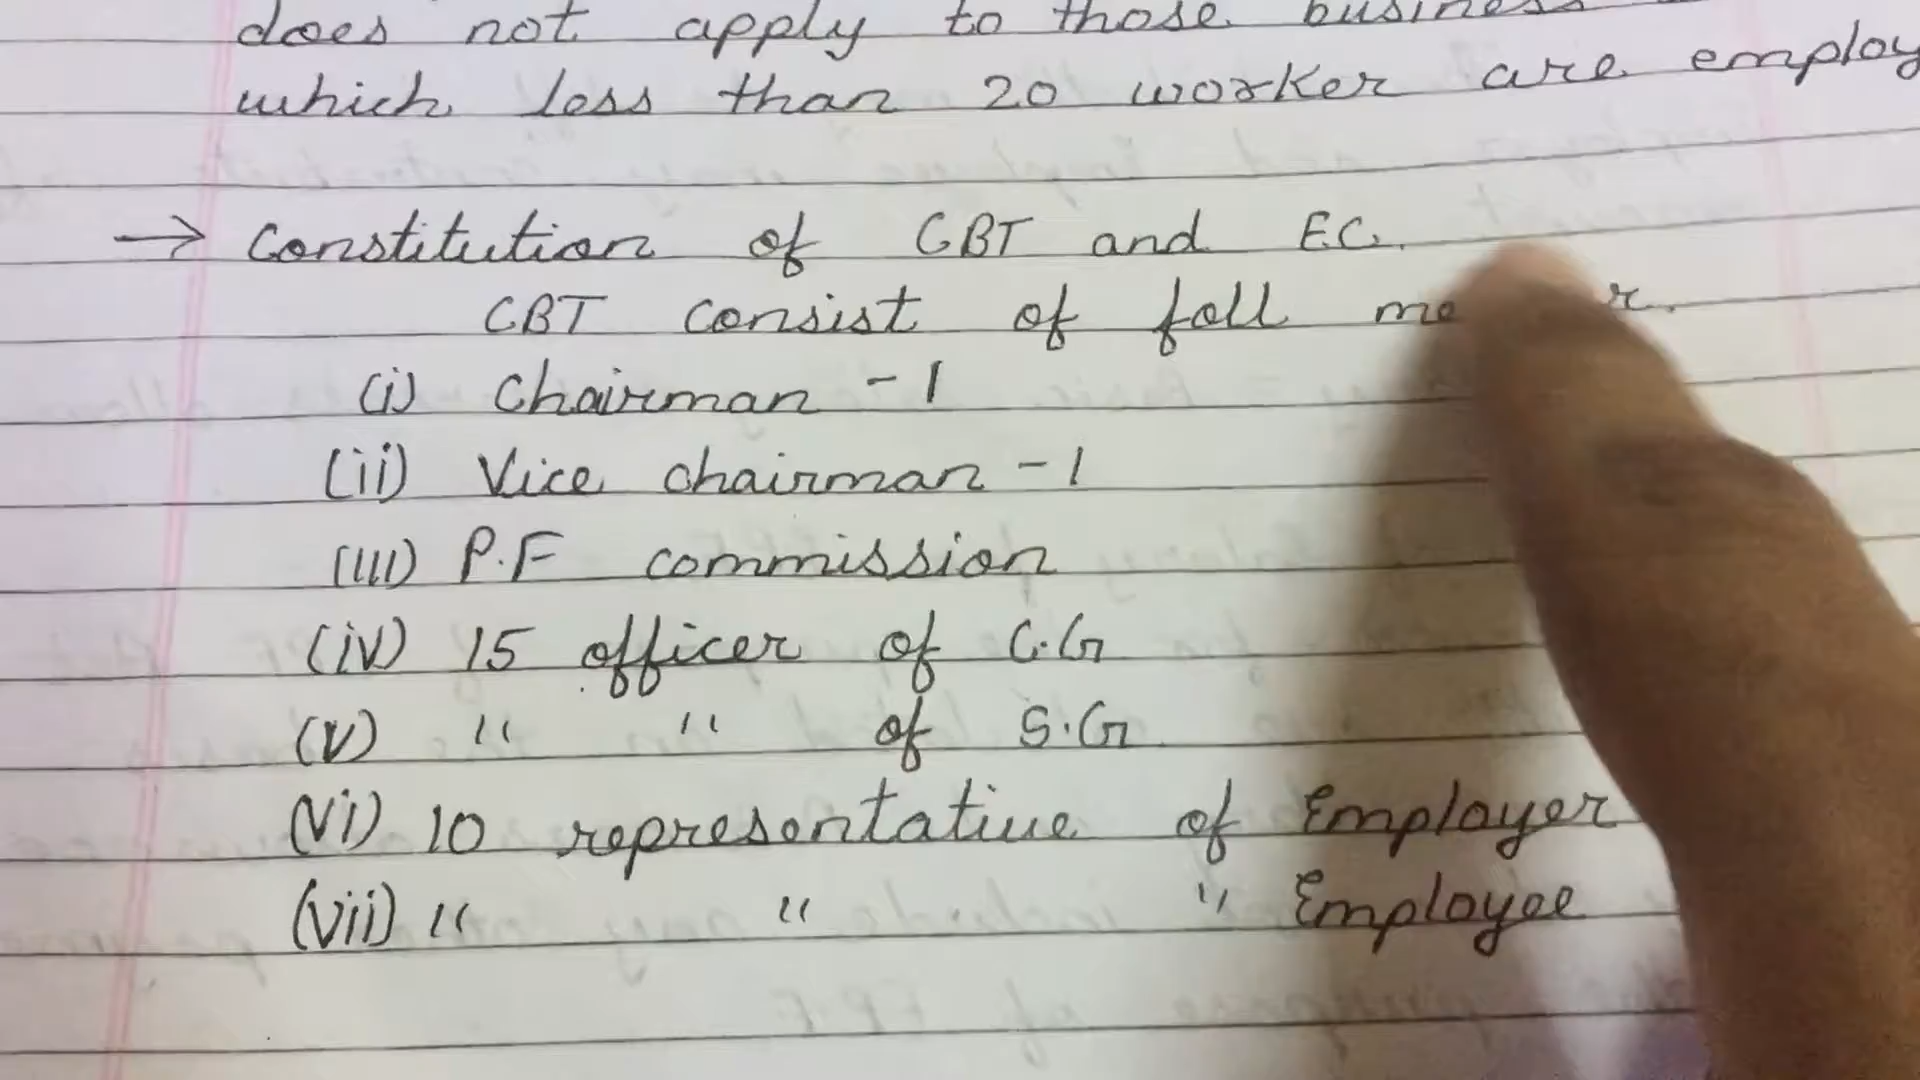 does not apply to those business
which less than 20 worker are employ
→ Constitution of CBT and E.C.
CBT consist of foll
(i) Chairman - 1
(ii) Vice chairman - 1
(III) P.F commission
(iv) 15 officer of C.G
(V) " " of S.G
(Vi) 10 representative of Employer
(Vii) " " " Employee